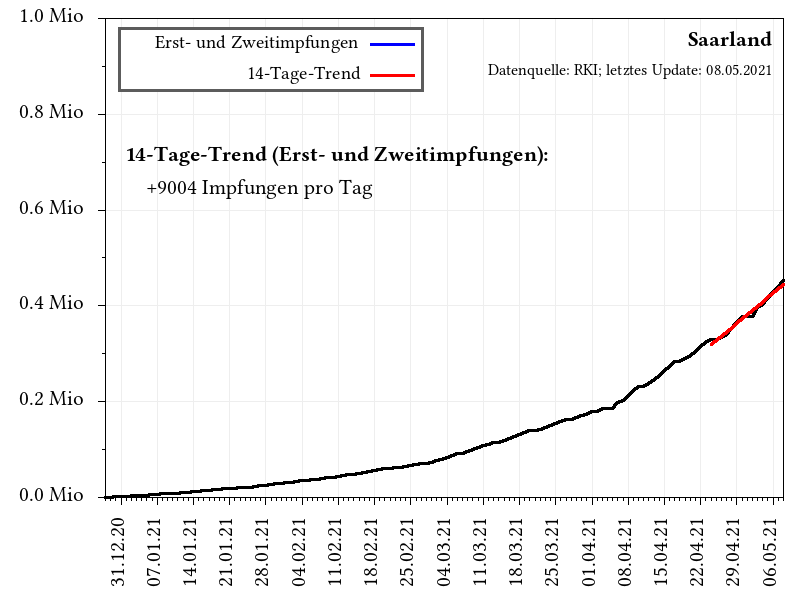 1.0 Mio
0.8 Mio
0.6 Mio
0.4 Mio
0.2 Mio
0.0 Mio
Erst- und Zweitimpfungen
14-Tage-Trend
Saarland
Datenquelle: RKI; letztes Update: 08.05.2021
14-Tage-Trend (Erst- und Zweitimpfungen):
+9004 Impfungen pro Tag
31.12.20
07.01.21
14.01.21
21.01.21
28.01.21
04.02.21
11.02.21
18.02.21
25.02.21
04.03.21
11.03.21
18.03.21
25.03.21
01.04.21
08.04.21
15.04.21
22.04.21
29.04.21
06.05.21